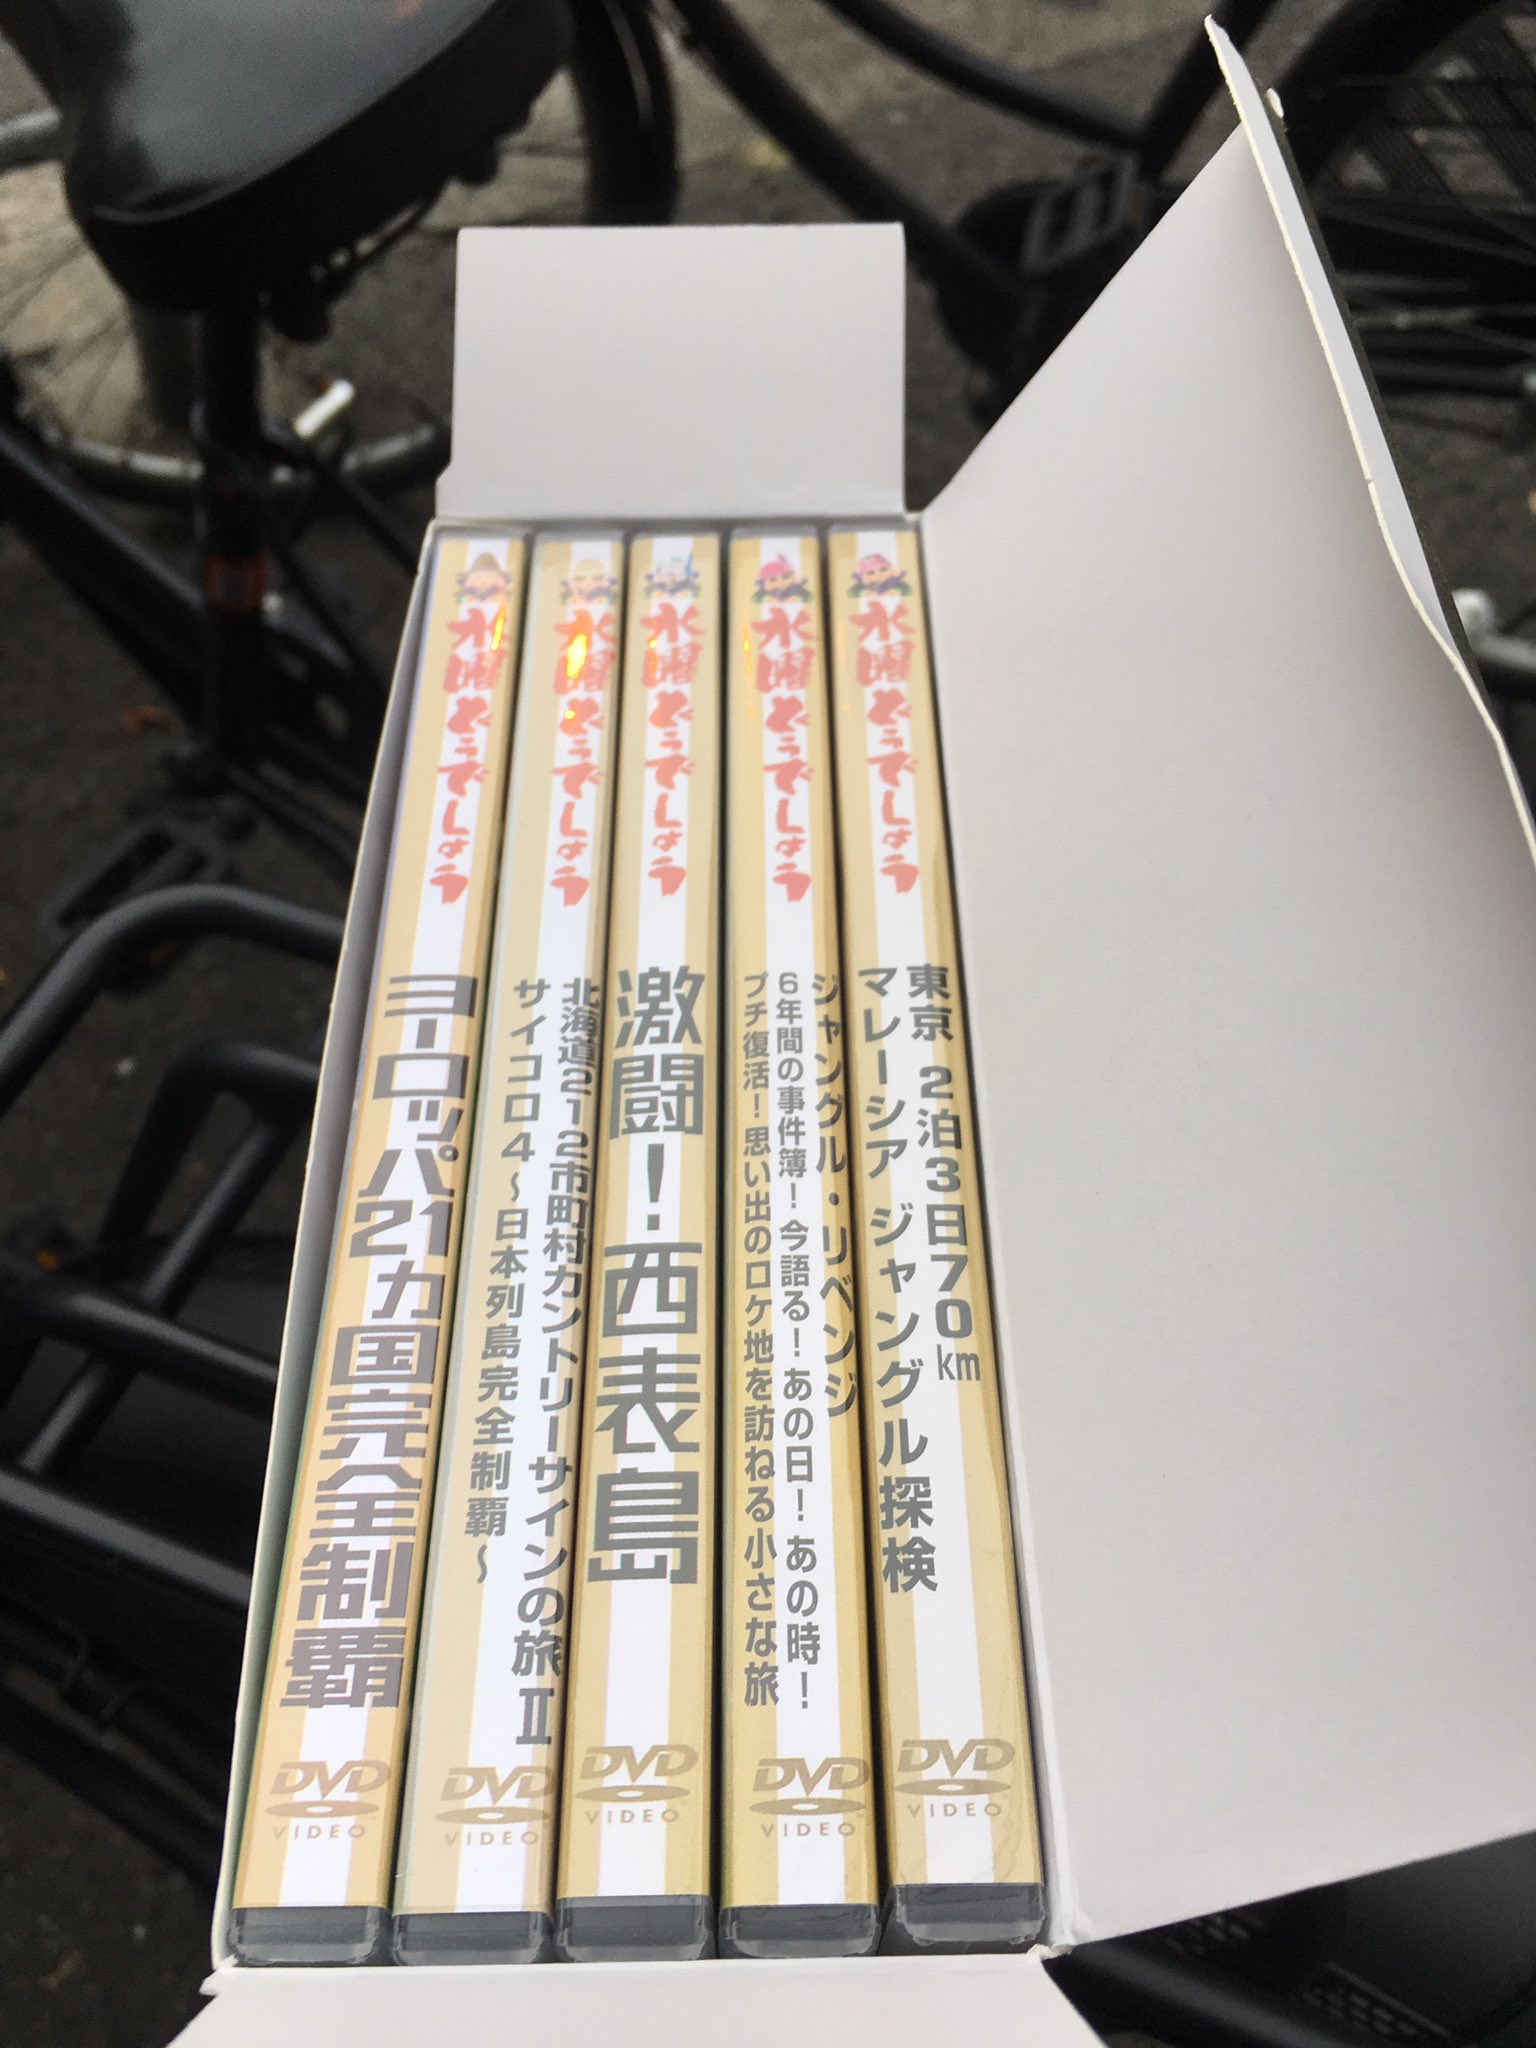 水曜どうでしょう
ヨーロッパ21カ国完全制覇
DVD
VIDEO
水曜どうでしょう
北海道212市町村カントリーサインの旅Ⅱ
サイコロ4～日本列島完全制覇～
DVD
VIDEO
水曜どうでしょう
激闘！西表島
DVD
VIDEO
水曜どうでしょう
ジャングル・リベンジ
6年間の事件簿！今語る！あの日！あの時！
プチ復活！思い出のロケ地を訪ねる小さな旅
DVD
VIDEO
水曜どうでしょう
東京 2泊3日70km
マレーシア ジャングル探検
DVD
VIDEO